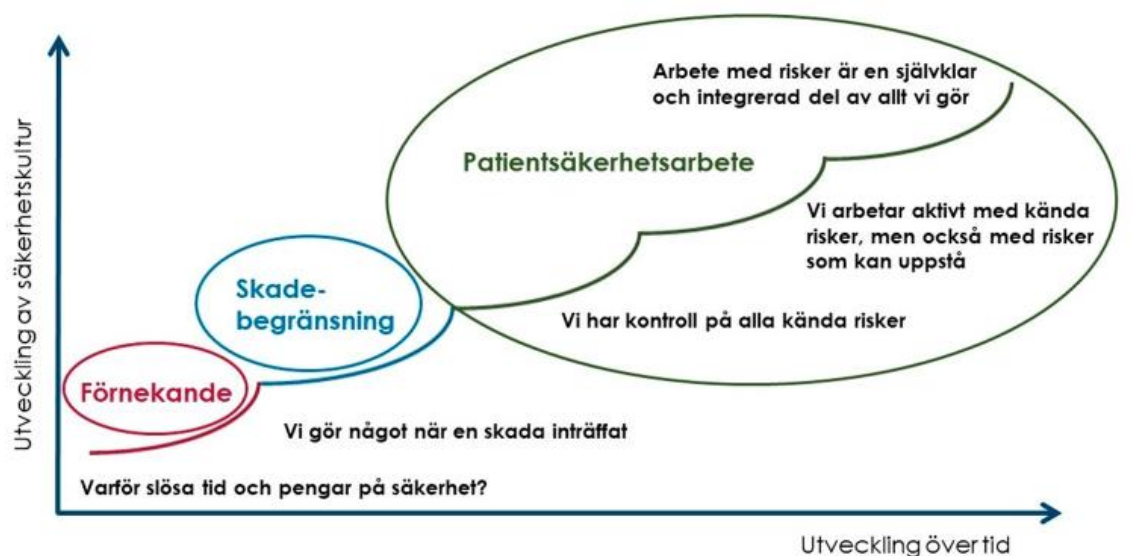 Utveckling av säkerhetskultur
Arbete med risker är en självklar
och integrerad del av allt vi gör
Patientsäkerhetsarbete
Vi arbetar aktivt med kända
risker, men också med risker
som kan uppstå
Skade-
begränsning
Vi har kontroll på alla kända risker
Förnekande
Vi gör något när en skada inträffat
Varför slösa tid och pengar på säkerhet?
Utveckling över tid